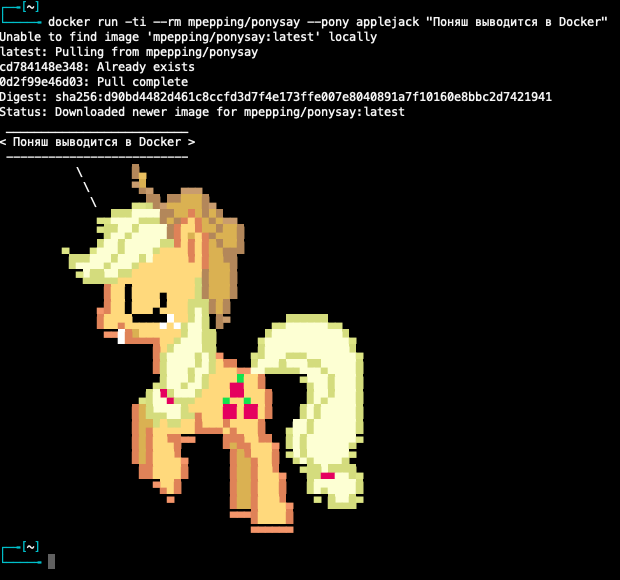 [~]
docker run -ti --rm mpepping/ponysay --pony applejack "Поняш выводится в Docker"
Unable to find image 'mpepping/ponysay:latest' locally
latest: Pulling from mpepping/ponysay
cd784148e348: Already exists
0d2f99e46d03: Pull complete
Digest: sha256:d90bd4482d461c8ccfd3d7f4e173ffe007e8040891a7f10160e8bbc2d7421941
Status: Downloaded newer image for mpepping/ponysay:latest
< Поняш выводится в Docker >
[~]